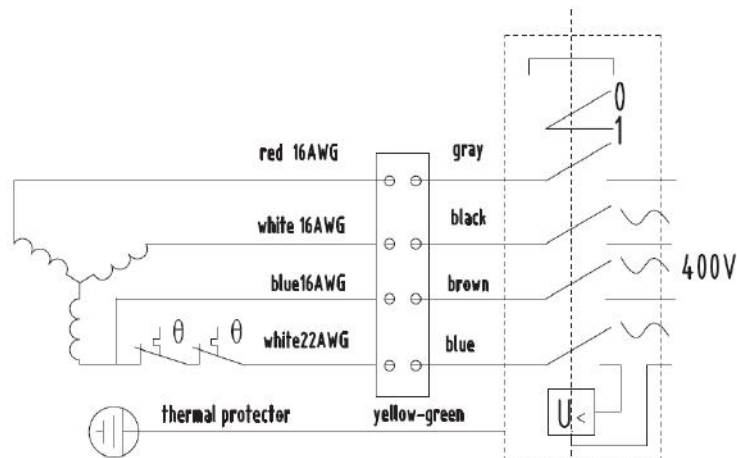 0
1
red 16AWG gray
white 16AWG black
400V
blue16AWG brown
θ θ white22AWG blue
thermal protector yellow-green U<